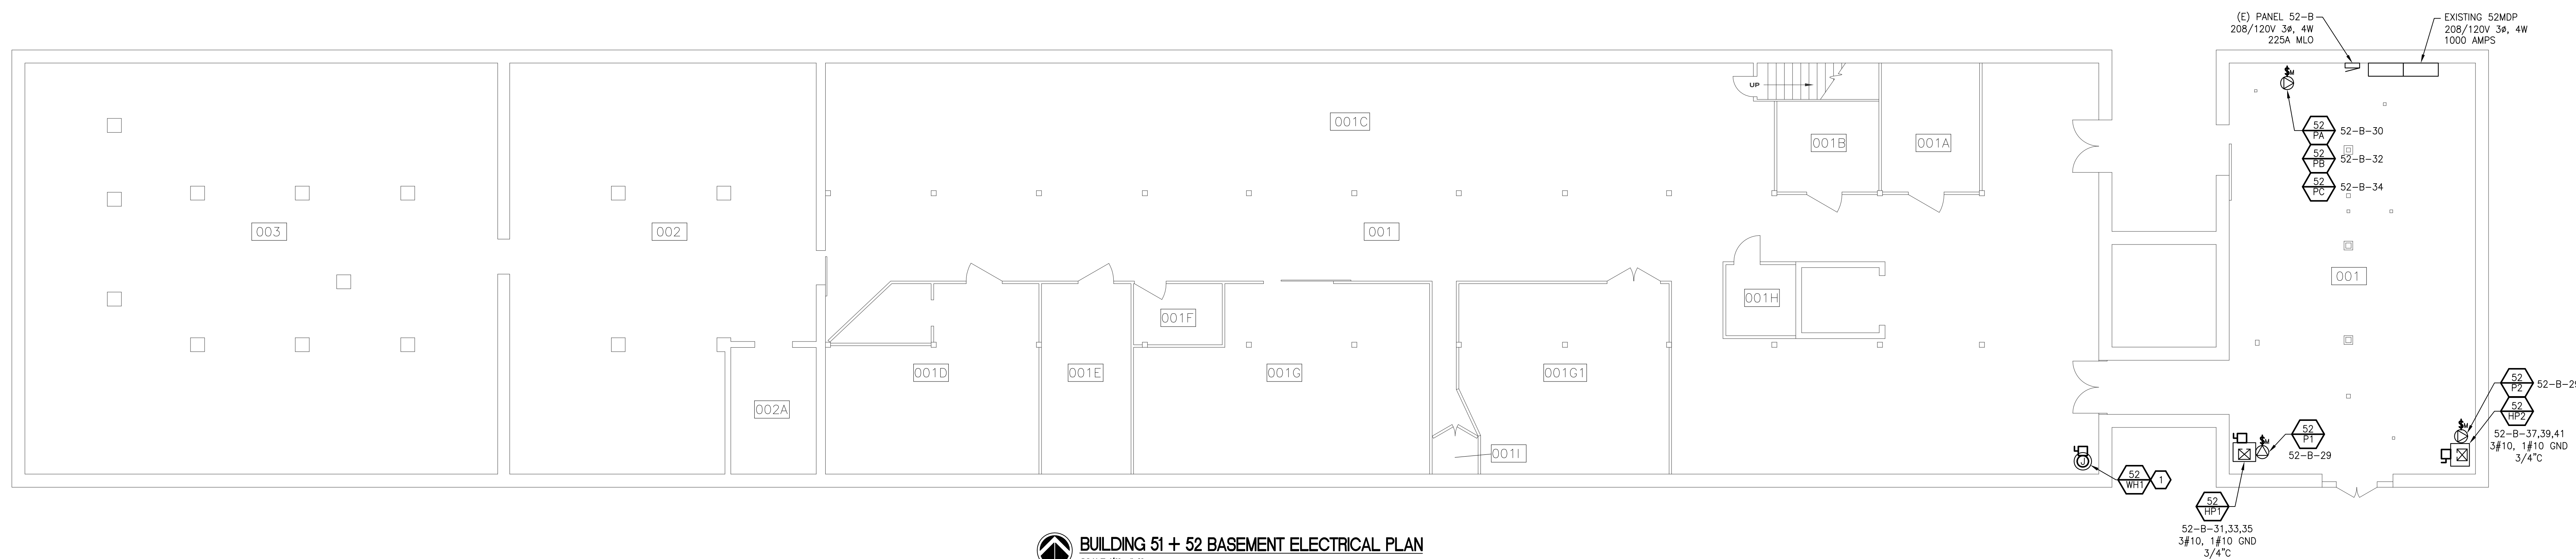 (E) PANEL 52-B
208/120V 3ø, 4W
225A MLO
EXISTING 52MDP
208/120V 3ø, 4W
1000 AMPS
UP
$M
001C
001B
001A
52
PA
52-B-30
52
PB
52-B-32
52
PC
52-B-34
003
002
001
001
001H
001F
001D
001E
001G
001G1
002A
001I
52
P2
52-B-29
52
HP2
52-B-37,39,41
3#10, 1#10 GND
3/4"C
$M
$M
52
P1
52-B-29
J
52
WH1
1
52
HP1
52-B-31,33,35
3#10, 1#10 GND
3/4"C
BUILDING 51 + 52 BASEMENT ELECTRICAL PLAN